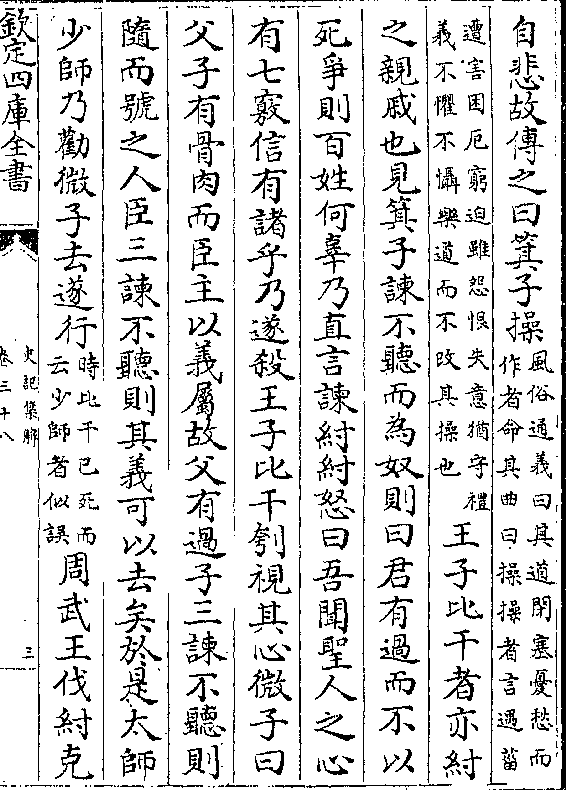 自悲故傳之曰箕子操風俗通義曰其道閉塞憂愁而作者命其曲曰操操者言遇菑
遭害困厄窮迫雖怨恨失意猶守禮義不懼不懾樂道而不改其操也王子比干者亦紂
之親戚也見箕子諫不聽而為奴則曰君有過而不以
死爭則百姓何辜乃直言諫紂紂怒曰吾聞聖人之心
有七竅信有諸乎乃遂殺王子比干刳視其心微子曰
父子有骨肉而臣主以義屬故父有過子三諫不聽則
隨而號之人臣三諫不聽則其義可以去矣於是太師
少師乃勸微子去遂行時比干已死而云少師者似誤周武王伐紂克
欽定四庫全書
史記集解
卷三十八
三